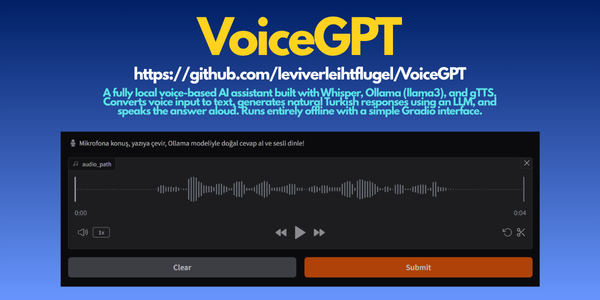 VoiceGPT
https://github.com/leviverleihtflugel/VoiceGPT
A fully local voice-based AI assistant built with Whisper, Ollama (llama3), and gTTS.
Converts voice input to text, generates natural Turkish responses using an LLM, and
speaks the answer aloud. Runs entirely offline with a simple Gradio interface.
Mikrofona konuş, yazıya çevir, Ollama modeliyle doğal cevap al ve sesli dinle!
audio_path
0:00 0:04
1x
Clear Submit